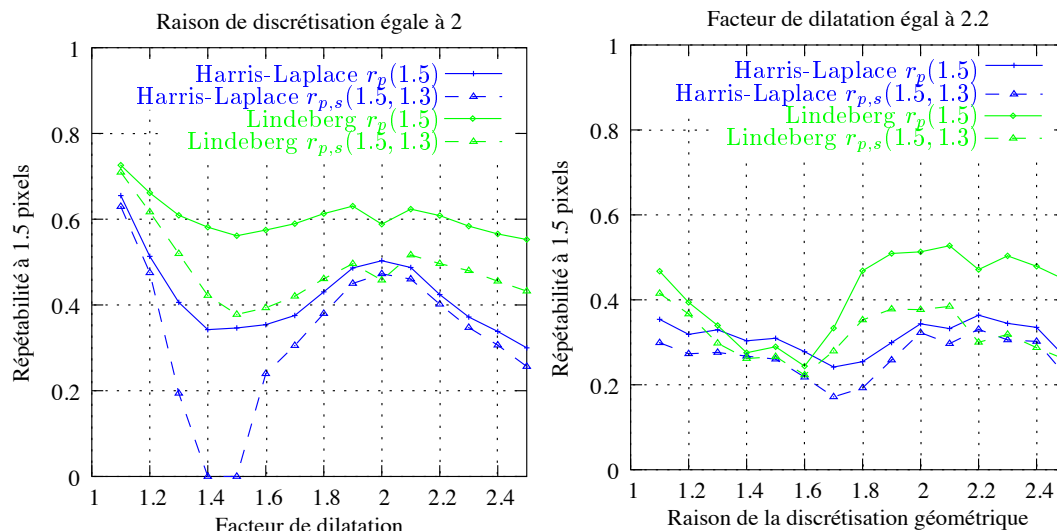 Raison de discrétisation égale à 2
1
0.8
0.6
0.4
0.2
0
Répétabilité à 1.5 pixels
Harris-Laplace r_p(1.5)
Harris-Laplace r_{p,s}(1.5, 1.3)
Lindeberg r_p(1.5)
Lindeberg r_{p,s}(1.5, 1.3)
1 1.2 1.4 1.6 1.8 2 2.2 2.4
Facteur de dilatation
Facteur de dilatation égal à 2.2
1
0.8
0.6
0.4
0.2
0
Répétabilité à 1.5 pixels
Harris-Laplace r_p(1.5)
Harris-Laplace r_{p,s}(1.5, 1.3)
Lindeberg r_p(1.5)
Lindeberg r_{p,s}(1.5, 1.3)
1 1.2 1.4 1.6 1.8 2 2.2 2.4
Raison de la discrétisation géométrique